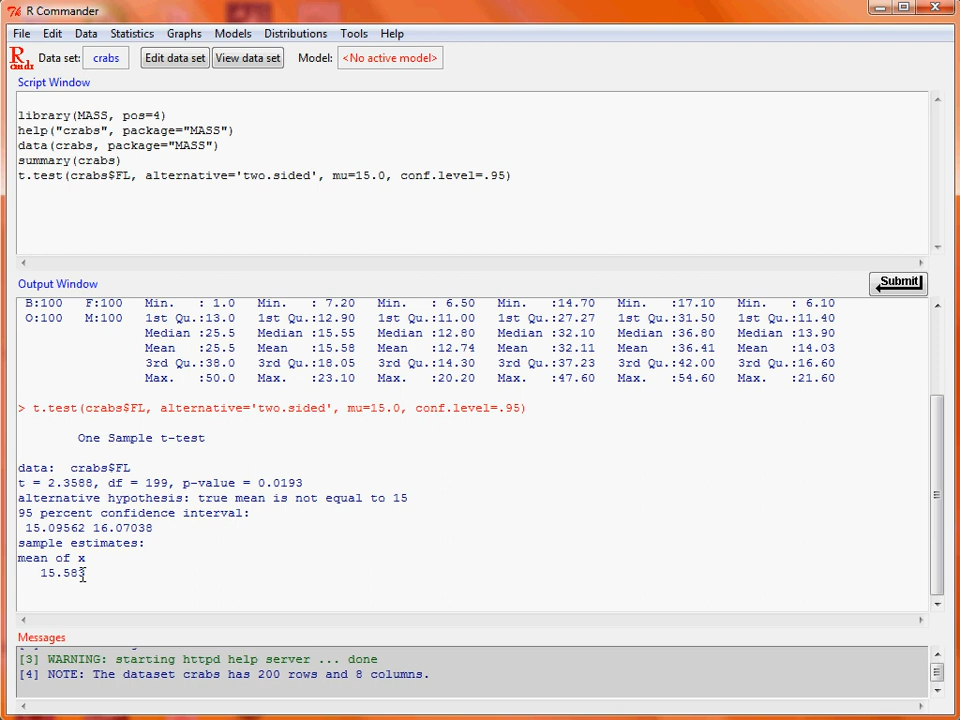 R Commander
File Edit Data Statistics Graphs Models Distributions Tools Help
R cmdr Data set: crabs Edit data set View data set Model: <No active model>
Script Window
library(MASS, pos=4)
help("crabs", package="MASS")
data(crabs, package="MASS")
summary(crabs)
t.test(crabs$FL, alternative='two.sided', mu=15.0, conf.level=.95)
Output Window
Submit
B:100 F:100 Min. : 1.0 Min. : 7.20 Min. : 6.50 Min. :14.70 Min. :17.10 Min. : 6.10
O:100 M:100 1st Qu.:13.0 1st Qu.:12.90 1st Qu.:11.00 1st Qu.:27.27 1st Qu.:31.50 1st Qu.:11.40
Median :25.5 Median :15.55 Median :12.80 Median :32.10 Median :36.80 Median :13.90
Mean :25.5 Mean :15.58 Mean :12.74 Mean :32.11 Mean :36.41 Mean :14.03
3rd Qu.:38.0 3rd Qu.:18.05 3rd Qu.:14.30 3rd Qu.:37.23 3rd Qu.:42.00 3rd Qu.:16.60
Max. :50.0 Max. :23.10 Max. :20.20 Max. :47.60 Max. :54.60 Max. :21.60
> t.test(crabs$FL, alternative='two.sided', mu=15.0, conf.level=.95)
One Sample t-test
data: crabs$FL
t = 2.3588, df = 199, p-value = 0.0193
alternative hypothesis: true mean is not equal to 15
95 percent confidence interval:
15.09562 16.07038
sample estimates:
mean of x
15.583
Messages
[3] WARNING: starting httpd help server ... done
[4] NOTE: The dataset crabs has 200 rows and 8 columns.